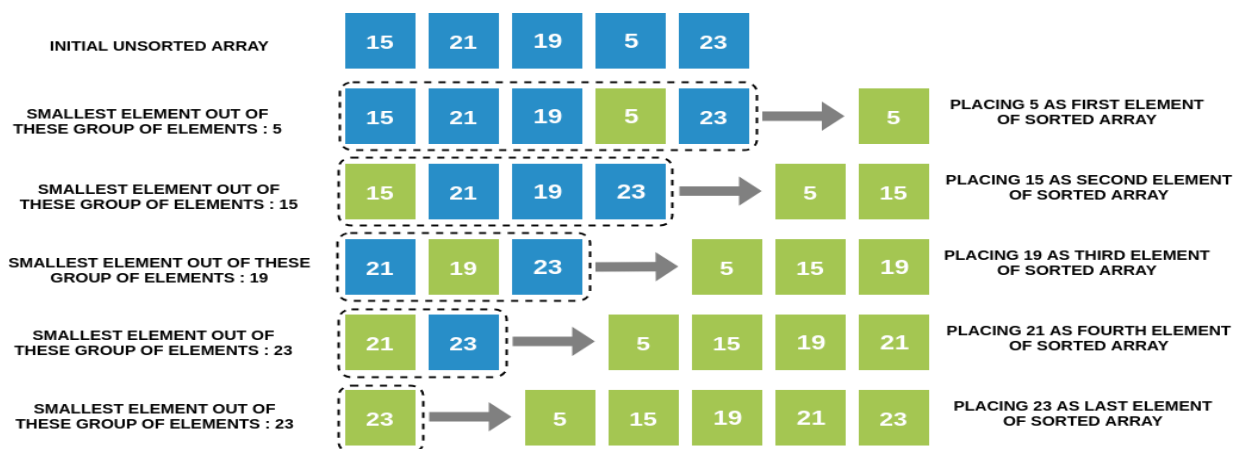 INITIAL UNSORTED ARRAY
15 21 19 5 23
SMALLEST ELEMENT OUT OF
THESE GROUP OF ELEMENTS : 5
15 21 19 5 23
5
PLACING 5 AS FIRST ELEMENT
OF SORTED ARRAY
SMALLEST ELEMENT OUT OF
THESE GROUP OF ELEMENTS : 15
15 21 19 23
5 15
PLACING 15 AS SECOND ELEMENT
OF SORTED ARRAY
SMALLEST ELEMENT OUT OF THESE
GROUP OF ELEMENTS : 19
21 19 23
5 15 19
PLACING 19 AS THIRD ELEMENT
OF SORTED ARRAY
SMALLEST ELEMENT OUT OF
THESE GROUP OF ELEMENTS : 23
21 23
5 15 19 21
PLACING 21 AS FOURTH ELEMENT
OF SORTED ARRAY
SMALLEST ELEMENT OUT OF
THESE GROUP OF ELEMENTS : 23
23
5 15 19 21 23
PLACING 23 AS LAST ELEMENT
OF SORTED ARRAY